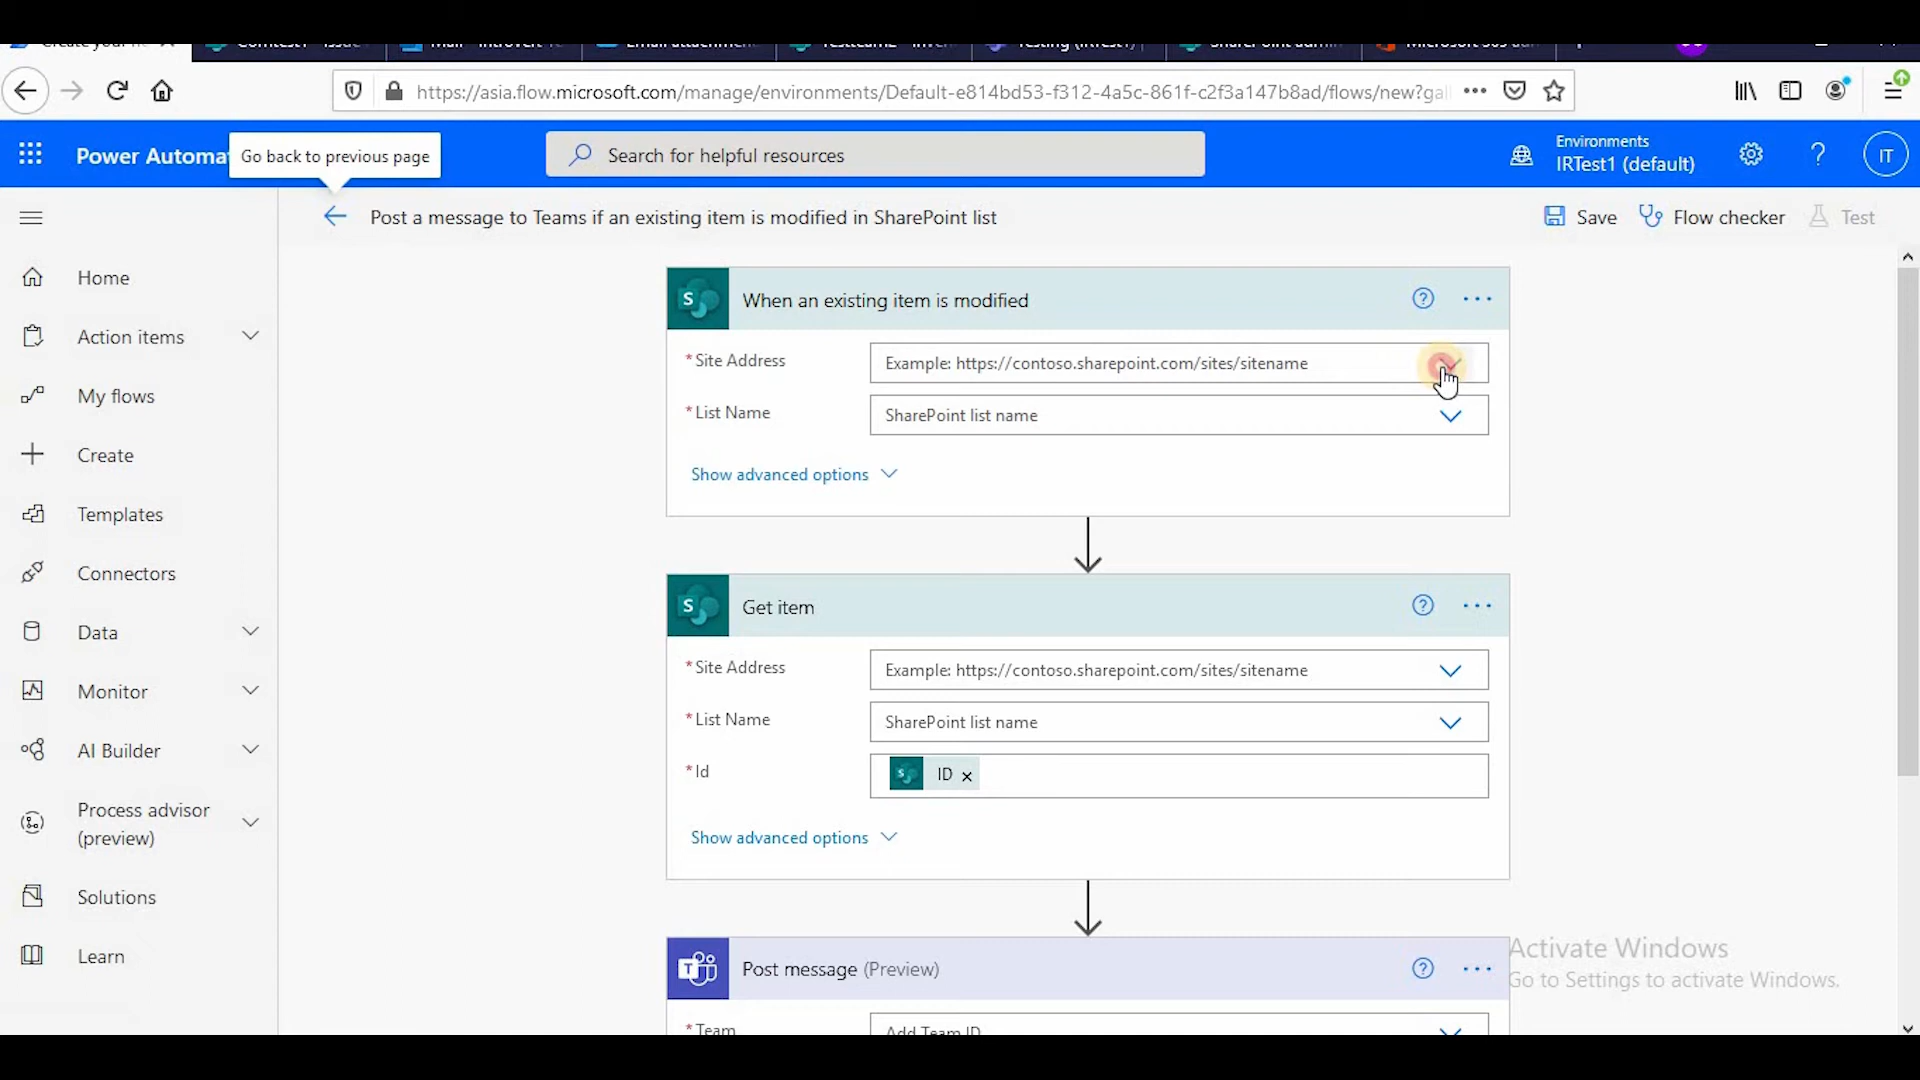 https://asia.flow.microsoft.com/manage/environments/Default-e814bd53-f312-4a5c-861f-c2f3a147b8ad/flows/new?gal
Power Automa
Go back to previous page
Search for helpful resources
Environments
IRTest1 (default)
IT
Post a message to Teams if an existing item is modified in SharePoint list
Save
Flow checker
Test
Home
Action items
My flows
Create
Templates
Connectors
Data
Monitor
AI Builder
Process advisor
(preview)
Solutions
Learn
When an existing item is modified
* Site Address
Example: https://contoso.sharepoint.com/sites/sitename
* List Name
SharePoint list name
Show advanced options
Get item
* Site Address
Example: https://contoso.sharepoint.com/sites/sitename
* List Name
SharePoint list name
* Id
ID
Show advanced options
Post message (Preview)
* Team
Add Team ID
Activate Windows
Go to Settings to activate Windows.